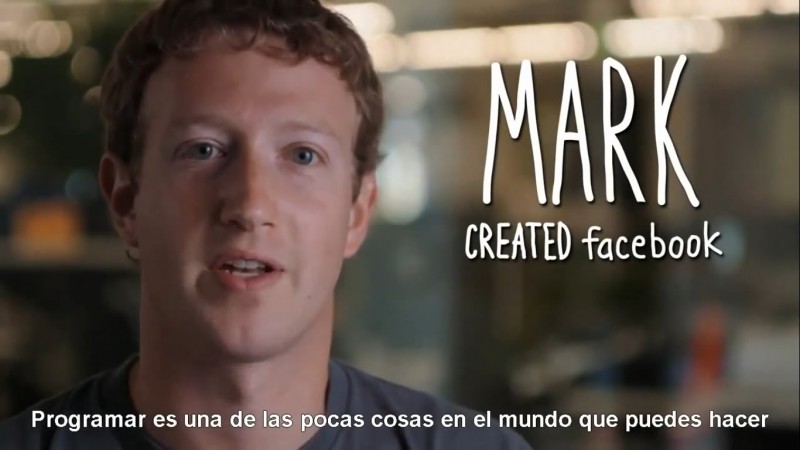 MARK
CREATED facebook
Programar es una de las pocas cosas en el mundo que puedes hacer